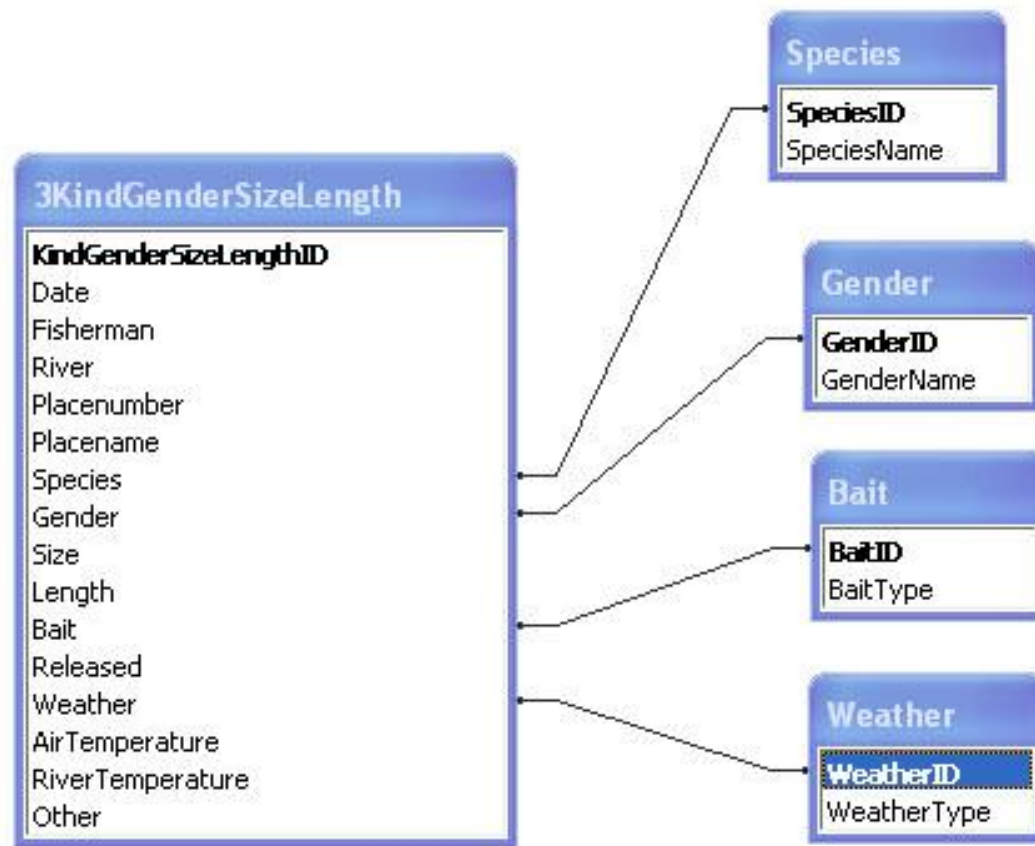 3KindGenderSizeLength
KindGenderSizeLengthID
Date
Fisherman
River
Placenumber
Placename
Species
Gender
Size
Length
Bait
Released
Weather
AirTemperature
RiverTemperature
Other
Species
SpeciesID
SpeciesName
Gender
GenderID
GenderName
Bait
BaitID
BaitType
Weather
WeatherID
WeatherType